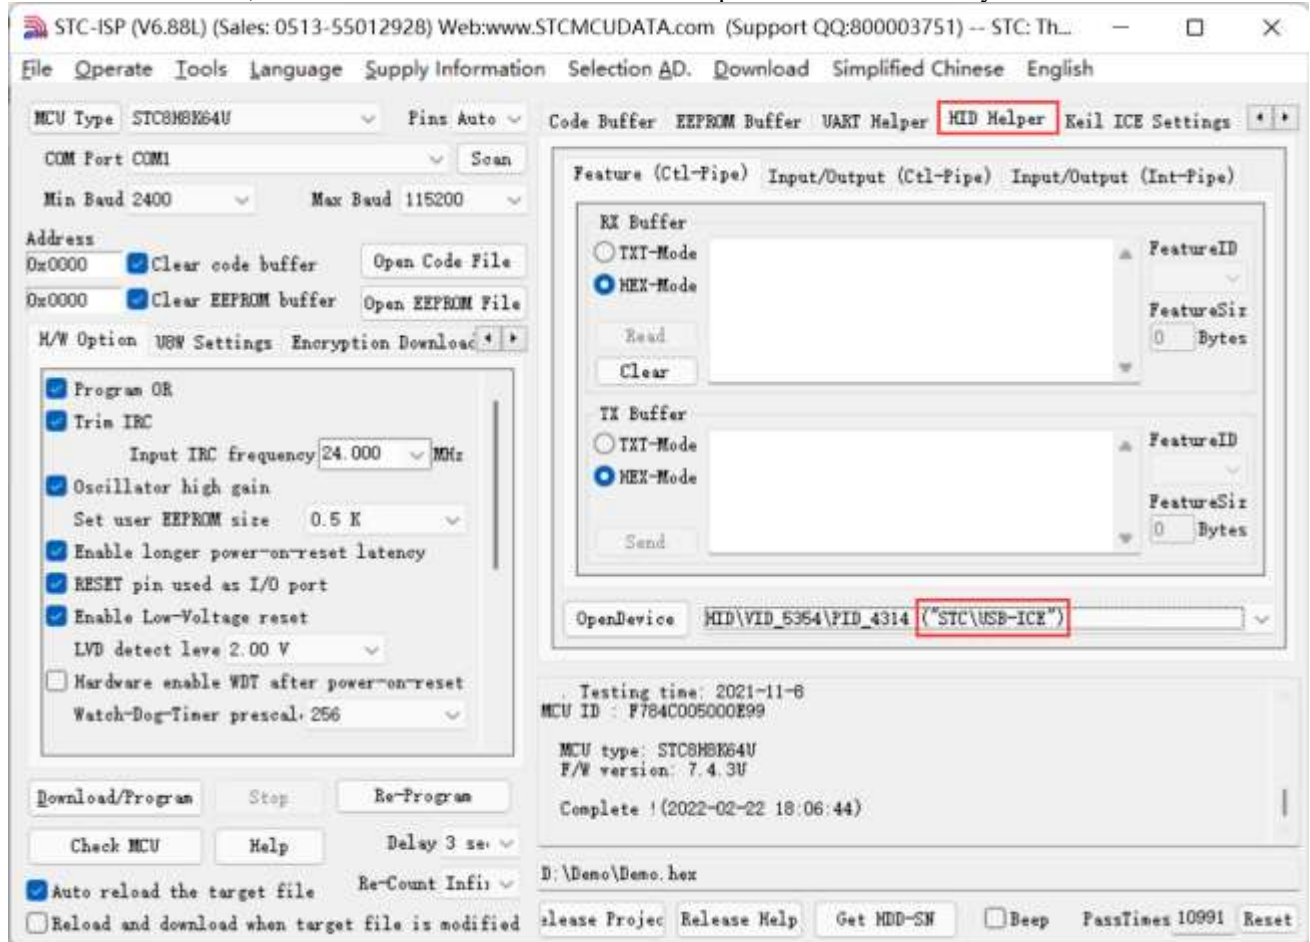 STC-ISP (V6.88L) (Sales: 0513-55012928) Web:www.STCMCUDATA.com (Support QQ:800003751) -- STC: Th...
File Operate Tools Language Supply Information Selection AD. Download Simplified Chinese English
MCU Type STC8H8K64U Pins Auto
COM Port COM1 Scan
Min Baud 2400 Max Baud 115200
Address
0x0000 Clear code buffer Open Code File
0x0000 Clear EEPROM buffer Open EEPROM File
H/W Option U8W Settings Encryption Downloac
Program OR
Trim IRC
Input IRC frequency 24.000 MHz
Oscillator high gain
Set user EEPROM size 0.5 K
Enable longer power-on-reset latency
RESET pin used as I/O port
Enable Low-Voltage reset
LVD detect leve 2.00 V
Hardware enable WDT after power-on-reset
Watch-Dog-Timer prescal 256
Download/Program Stop Re-Program
Check MCU Help Delay 3 se
Auto reload the target file Re-Count Infi
Reload and download when target file is modified
Code Buffer EEPROM Buffer UART Helper HID Helper Keil ICE Settings
Feature (Ctl-Pipe) Input/Output (Ctl-Pipe) Input/Output (Int-Pipe)
RX Buffer
TXT-Mode FeatureID
HEX-Mode
FeatureSiz
Read 0 Bytes
Clear
TX Buffer
TXT-Mode FeatureID
HEX-Mode
FeatureSiz
Send 0 Bytes
OpenDevice HID\VID_5354\PID_4314 ("STC\USB-ICE")
. Testing time: 2021-11-8
MCU ID : F784C005000E99
MCU type: STC8H8K64U
F/W version: 7.4.3U
Complete !(2022-02-22 18:06:44)
D:\Demo\Demo.hex
elease Projec Release Help Get HDD-SN Beep PassTimes 10991 Reset